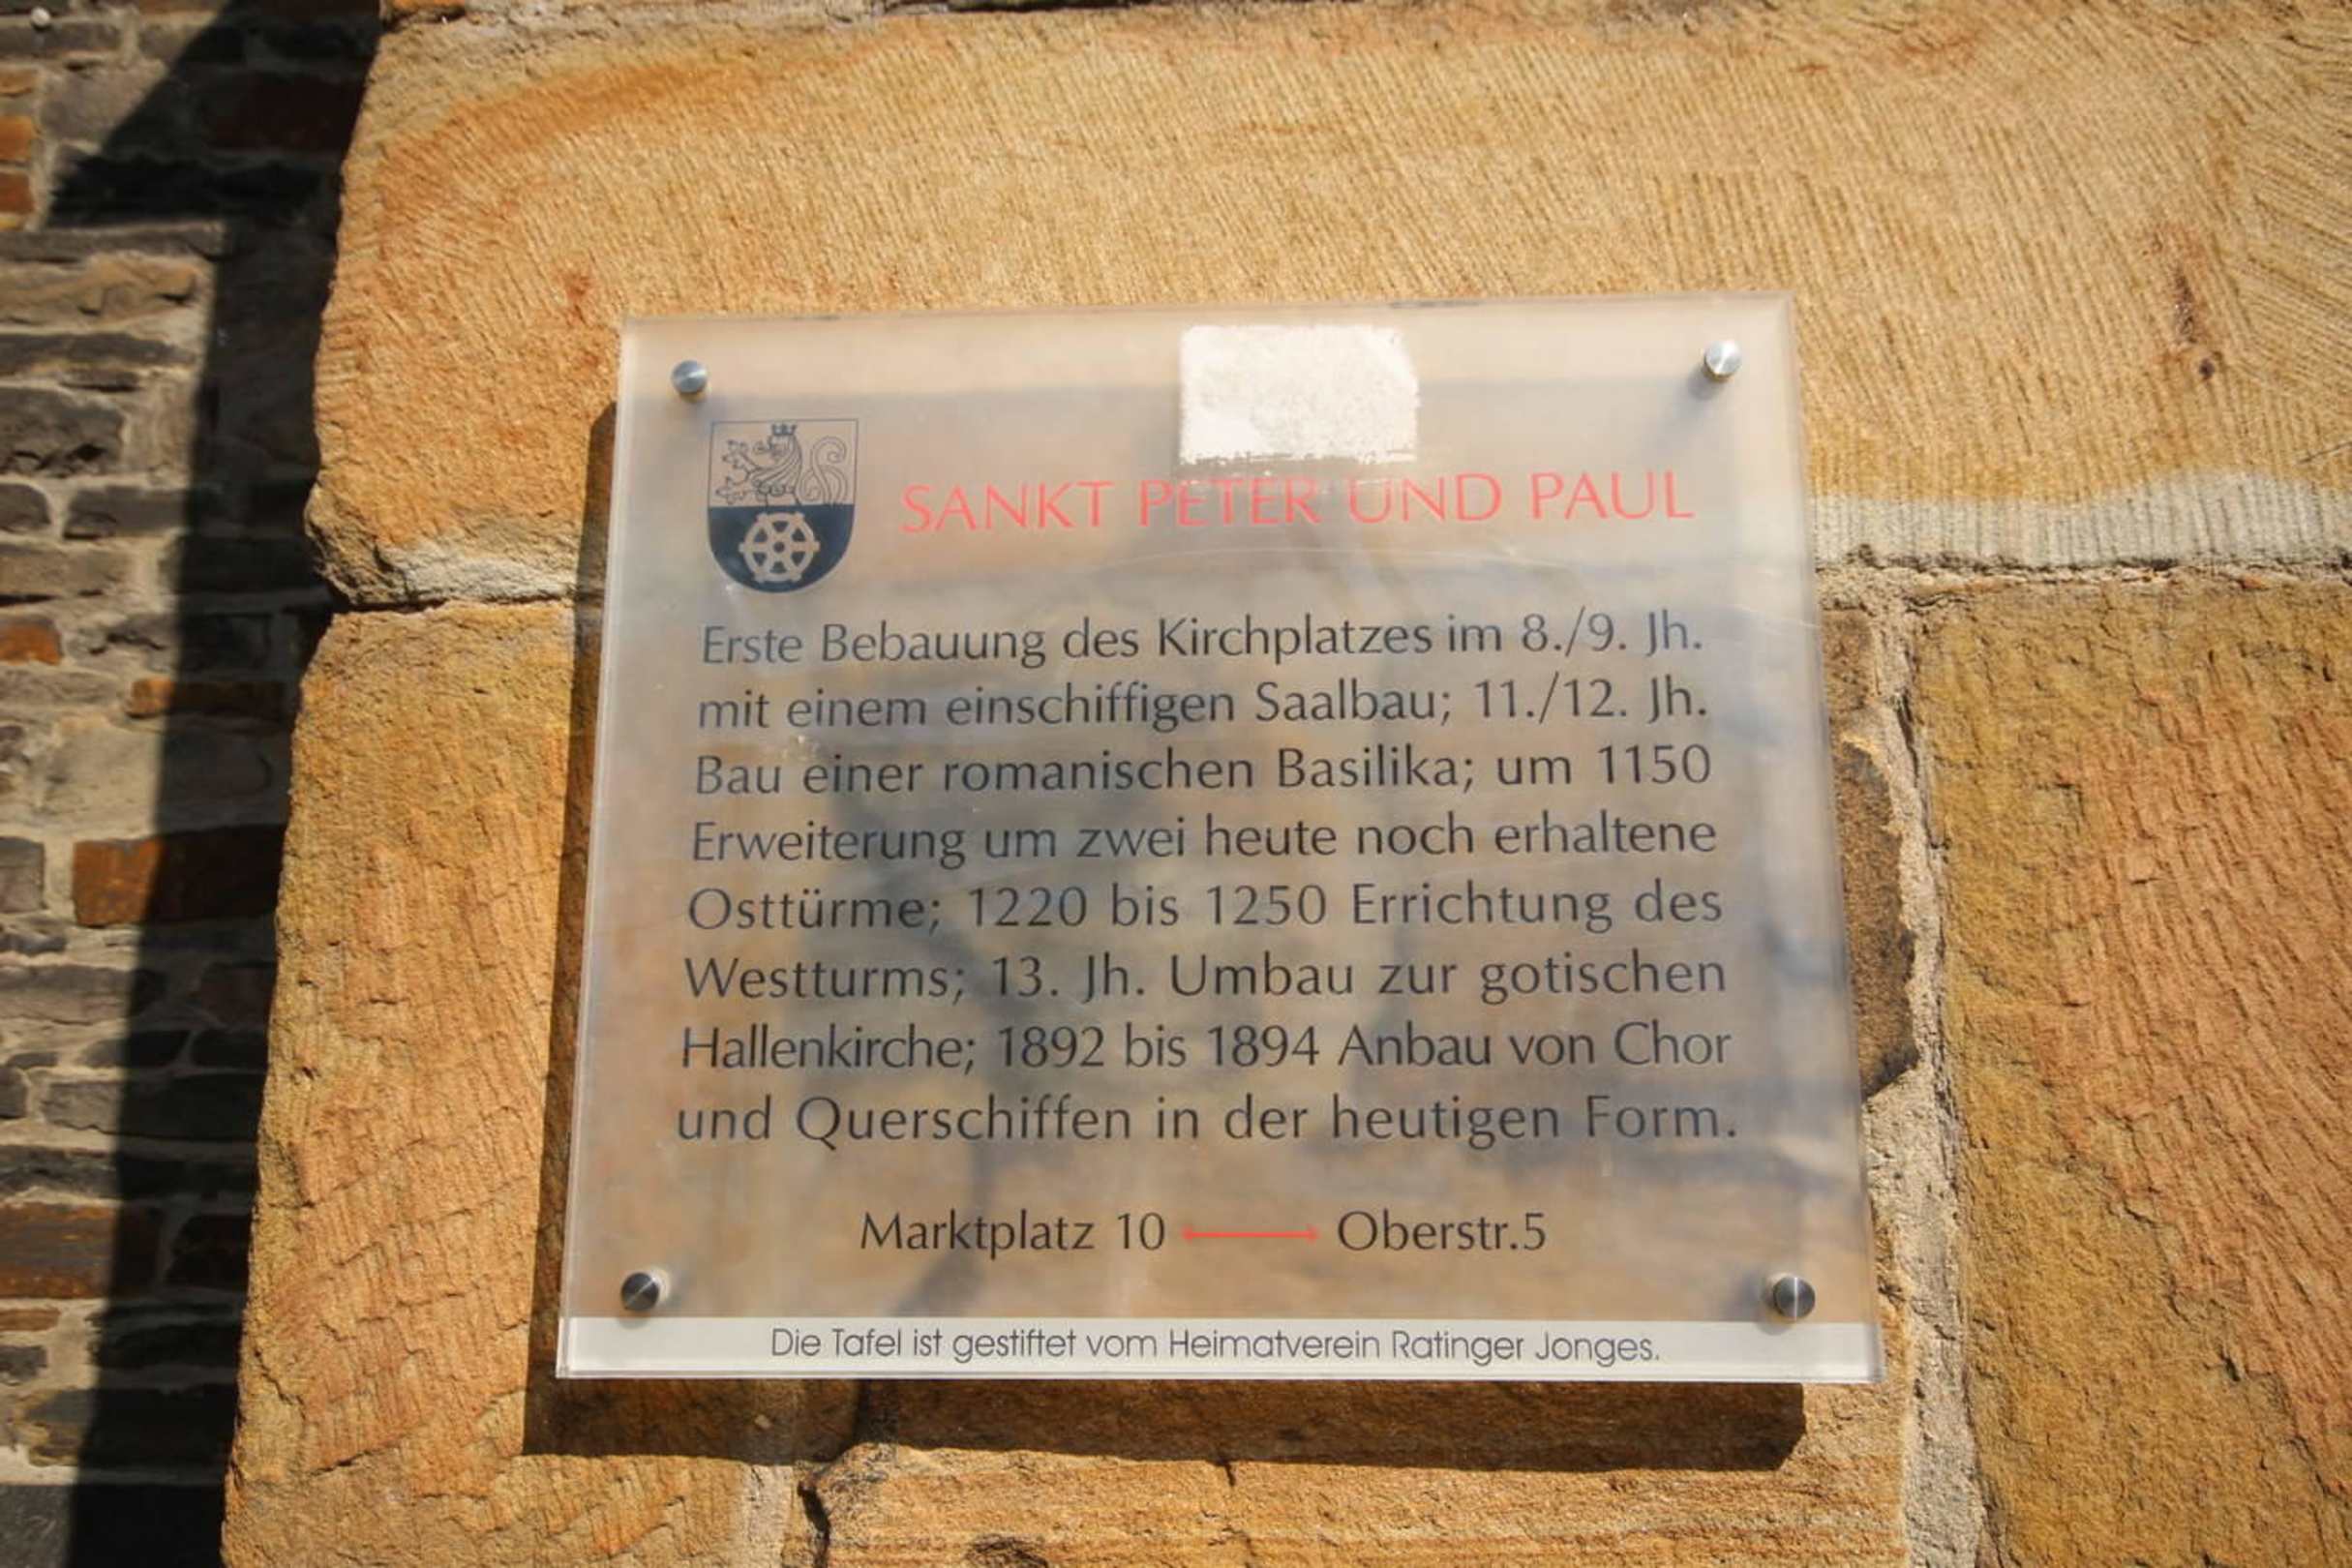 SANKT PETER UND PAUL
Erste Bebauung des Kirchplatzes im 8./9. Jh.
mit einem einschiffigen Saalbau; 11./12. Jh.
Bau einer romanischen Basilika; um 1150
Erweiterung um zwei heute noch erhaltene
Osttürme; 1220 bis 1250 Errichtung des
Westturms; 13. Jh. Umbau zur gotischen
Hallenkirche; 1892 bis 1894 Anbau von Chor
und Querschiffen in der heutigen Form.
Marktplatz 10 Oberstr.5
Die Tafel ist gestiftet vom Heimatverein Ratinger Jonges.